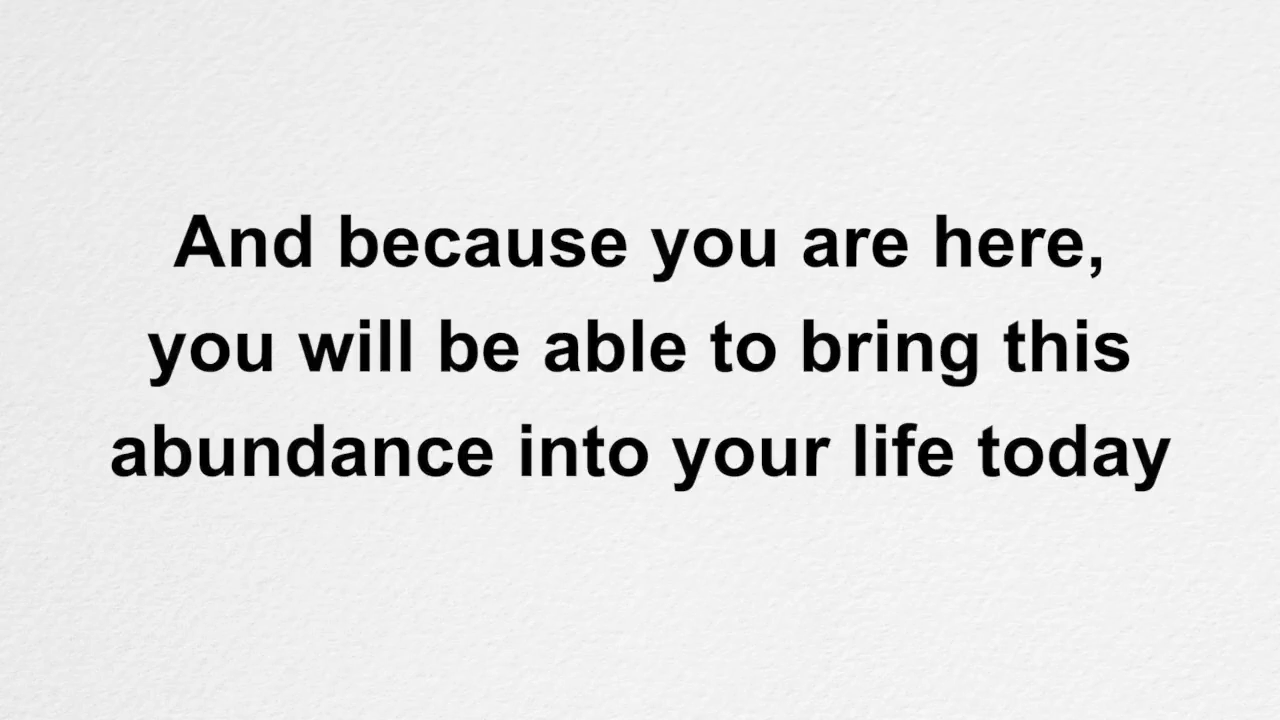 And because you are here,
you will be able to bring this
abundance into your life today